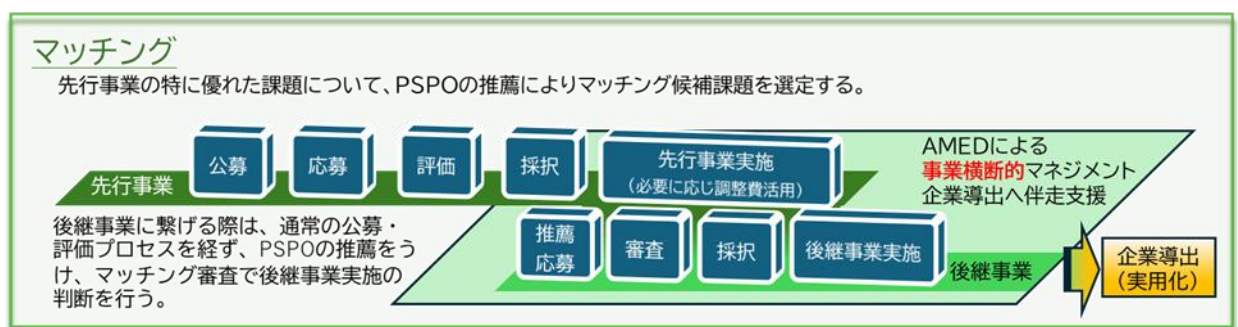 マッチング
先行事業の特に優れた課題について、PSPOの推薦によりマッチング候補課題を選定する。
公募
応募
評価
採択
先行事業実施
(必要に応じ調整費活用)
先行事業
AMEDによる
事業横断的マネジメント
企業導出へ伴走支援
後継事業に繋げる際は、通常の公募・
評価プロセスを経ず、PSPOの推薦をう
け、マッチング審査で後継事業実施の
判断を行う。
推薦
応募
審査
採択
後継事業実施
後継事業
企業導出
(実用化)